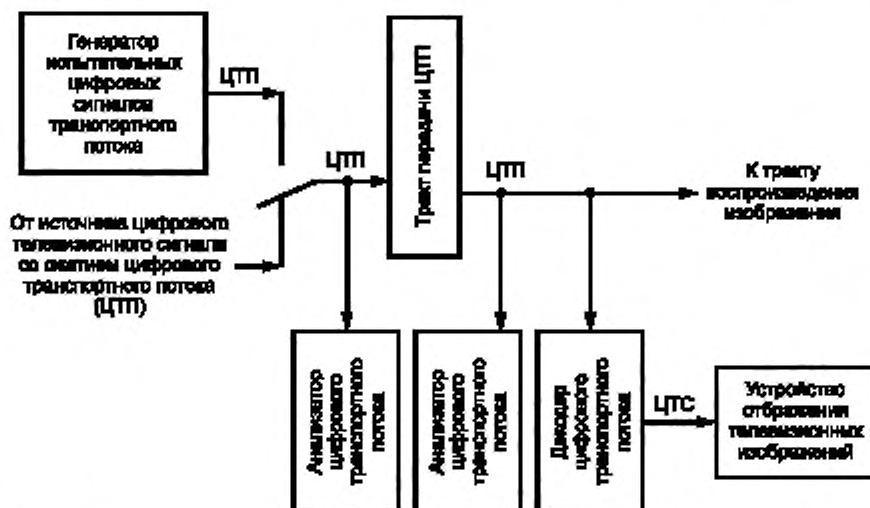 Генератор
испытательных
цифровых
сигналов
транспортного
потока
ЦТП
ЦТП
Тракт передачи ЦТП
ЦТП
К тракту
воспроизведения
изображения
От источника цифрового
телевизионного сигнала
со сжатием цифрового
транспортного потока
(ЦТП)
Анализатор
цифрового
транспортного
потока
Анализатор
цифрового
транспортного
потока
Декодер
цифрового
транспортного
потока
ЦТС
Устройство
отбражения
телевизионных
изображений